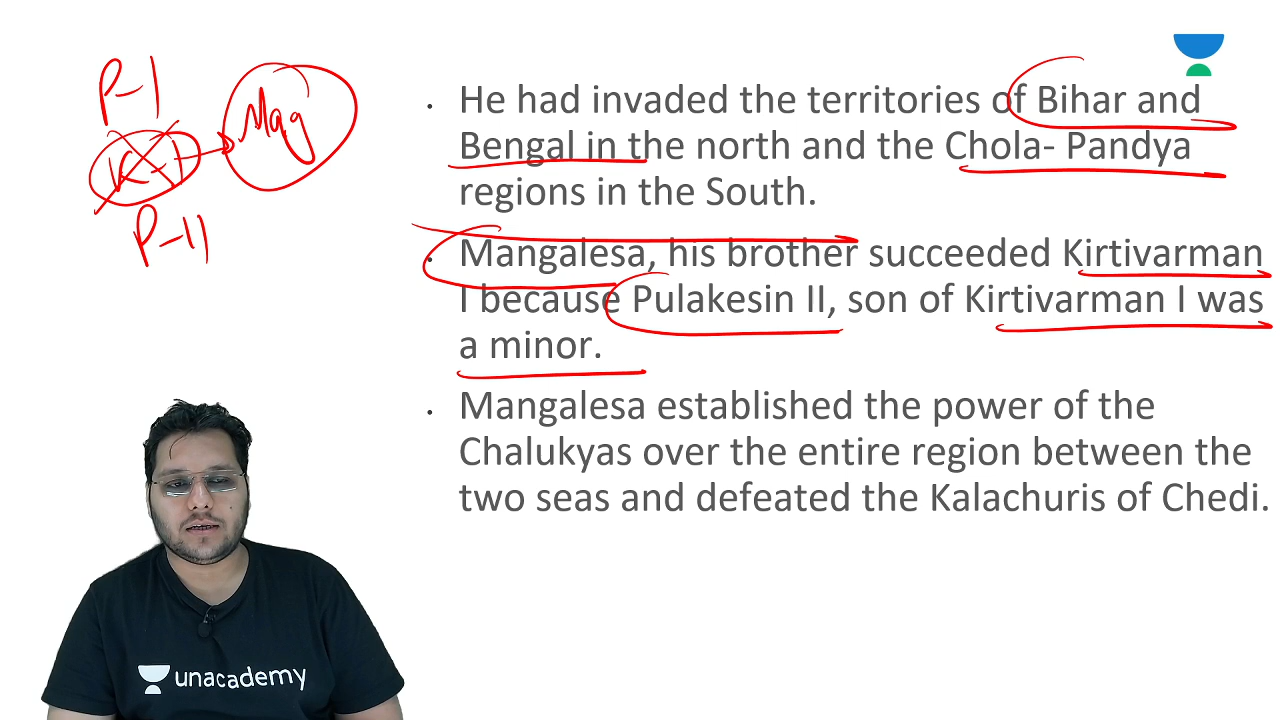 P-1
Mag
P-11
He had invaded the territories of Bihar and
Bengal in the north and the Chola- Pandya
regions in the South.
Mangalesa, his brother succeeded Kirtivarman
I because Pulakesin II, son of Kirtivarman I was
a minor.
Mangalesa established the power of the
Chalukyas over the entire region between the
two seas and defeated the Kalachuris of Chedi.
unacademy